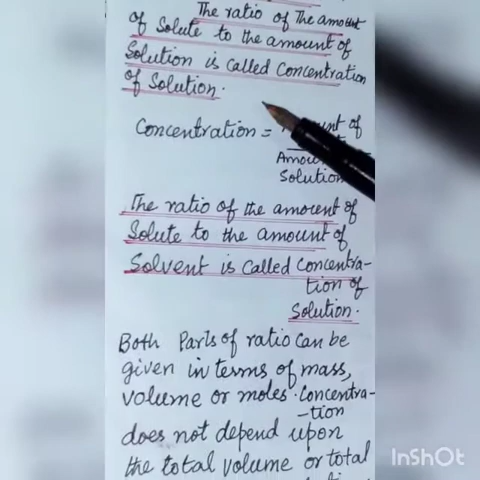 The ratio of The amount
of Solute to the amount of
Solution is called Concentration
of Solution.
Concentration = of
Solution
The ratio of the amount of
Solute to the amount of
Solvent is called Concentra-
tion of
Solution.
Both Parts of ratio can be
given in terms of mass,
volume or moles. Concentra-
-tion
does not depend upon
the total volume or total
InShOt